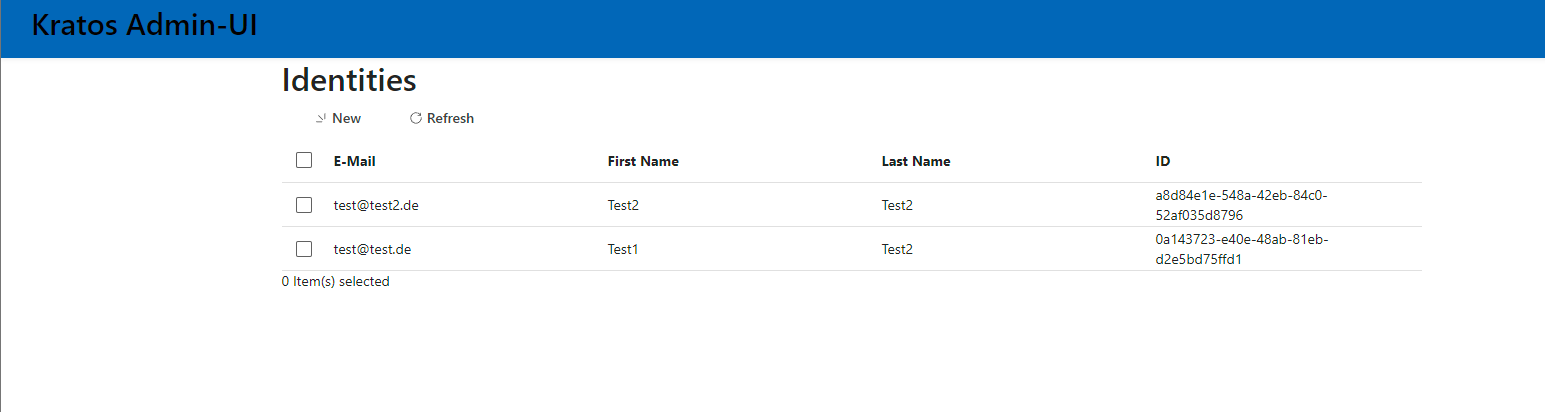 Kratos Admin-UI
Identities
New Refresh
E-Mail First Name Last Name ID
test@test2.de Test2 Test2 a8d84e1e-548a-42eb-84c0-
52af035d8796
test@test.de Test1 Test2 0a143723-e40e-48ab-81eb-
d2e5bd75ffd1
0 Item(s) selected